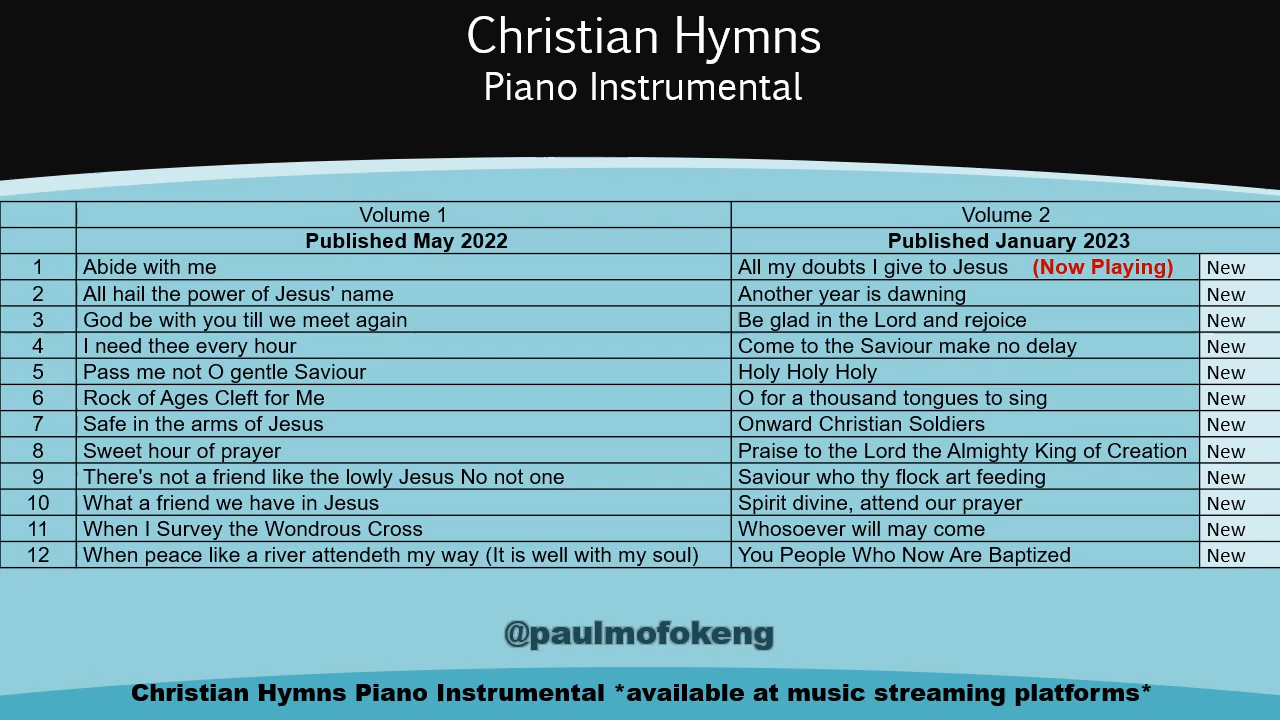 Christian Hymns
Piano Instrumental
Volume 1 Volume 2
Published May 2022 Published January 2023
1 Abide with me All my doubts I give to Jesus (Now Playing) New
2 All hail the power of Jesus' name Another year is dawning New
3 God be with you till we meet again Be glad in the Lord and rejoice New
4 I need thee every hour Come to the Saviour make no delay New
5 Pass me not O gentle Saviour Holy Holy Holy New
6 Rock of Ages Cleft for Me O for a thousand tongues to sing New
7 Safe in the arms of Jesus Onward Christian Soldiers New
8 Sweet hour of prayer Praise to the Lord the Almighty King of Creation New
9 There's not a friend like the lowly Jesus No not one Saviour who thy flock art feeding New
10 What a friend we have in Jesus Spirit divine, attend our prayer New
11 When I Survey the Wondrous Cross Whosoever will may come New
12 When peace like a river attendeth my way (It is well with my soul) You People Who Now Are Baptized New
@paulmofokeng
Christian Hymns Piano Instrumental *available at music streaming platforms*